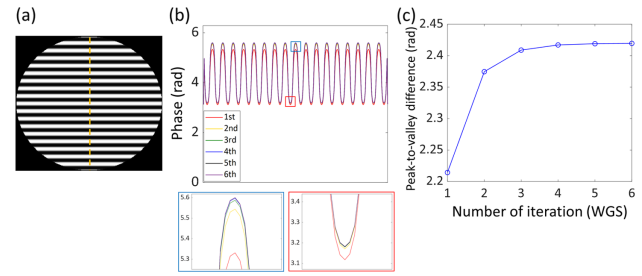 (a)
(b)
Phase (rad)
6
4
2
0
1st
2nd
3rd
4th
5th
6th
5.6
5.5
5.4
5.3
3.4
3.3
3.2
3.1
(c)
Peak-to-valley difference (rad)
2.45
2.4
2.35
2.3
2.25
2.2
1 2 3 4 5 6
Number of iteration (WGS)